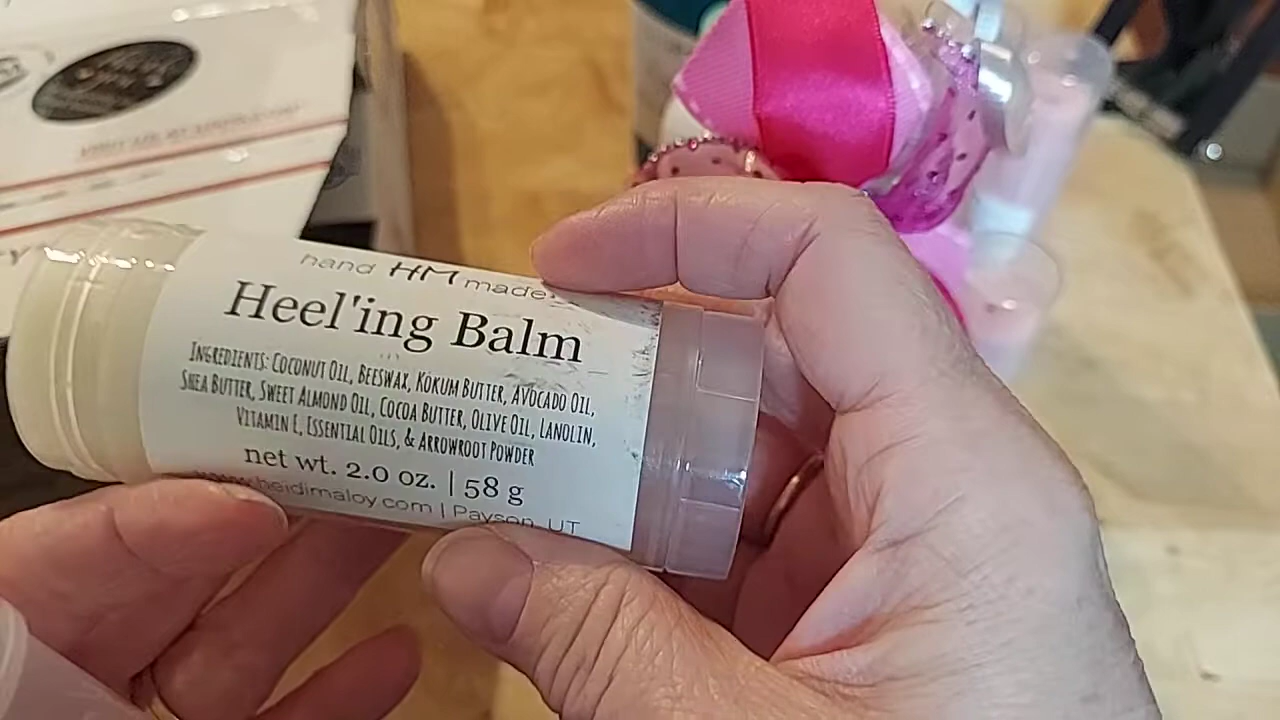 hand HM made
Heel'ing Balm
Ingredients: Coconut Oil, Beeswax, Kokum Butter, Avocado Oil,
Shea Butter, Sweet Almond Oil, Cocoa Butter, Olive Oil, Lanolin,
Vitamin E, Essential Oils, & Arrowroot Powder
net wt. 2.0 oz. | 58 g
www.heidimaloy.com | Payson, UT